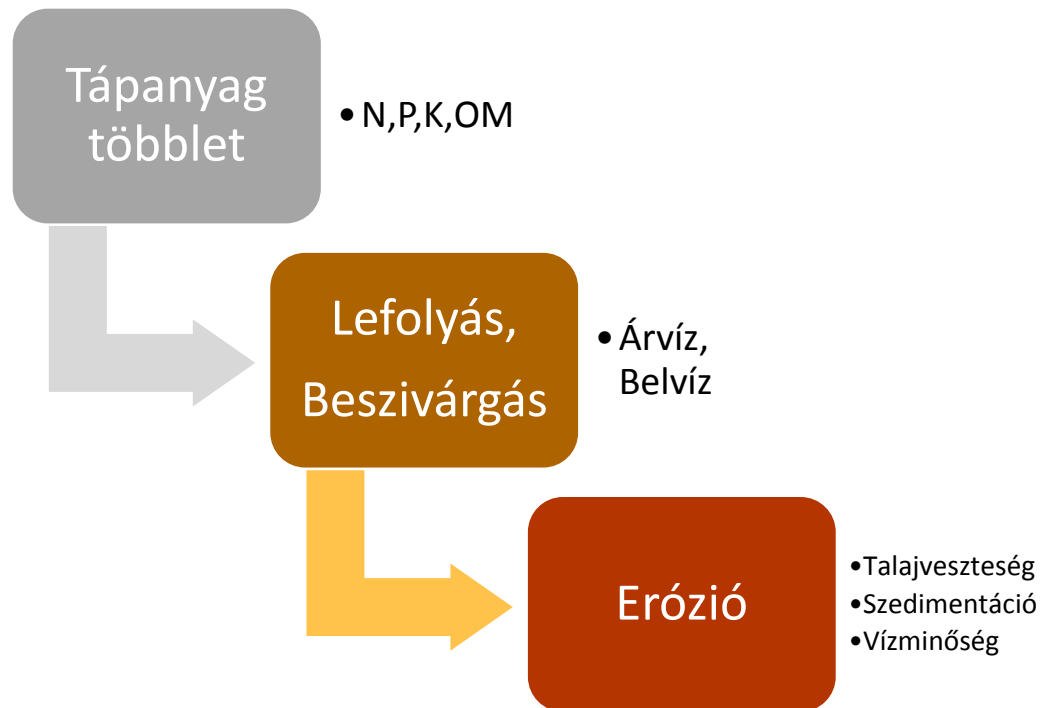 Tápanyag
többlet
•N,P,K,OM
Lefolyás,
Beszivárgás
•Árvíz,
Belvíz
Erózió
•Talajveszteség
•Szedimentáció
•Vízminőség